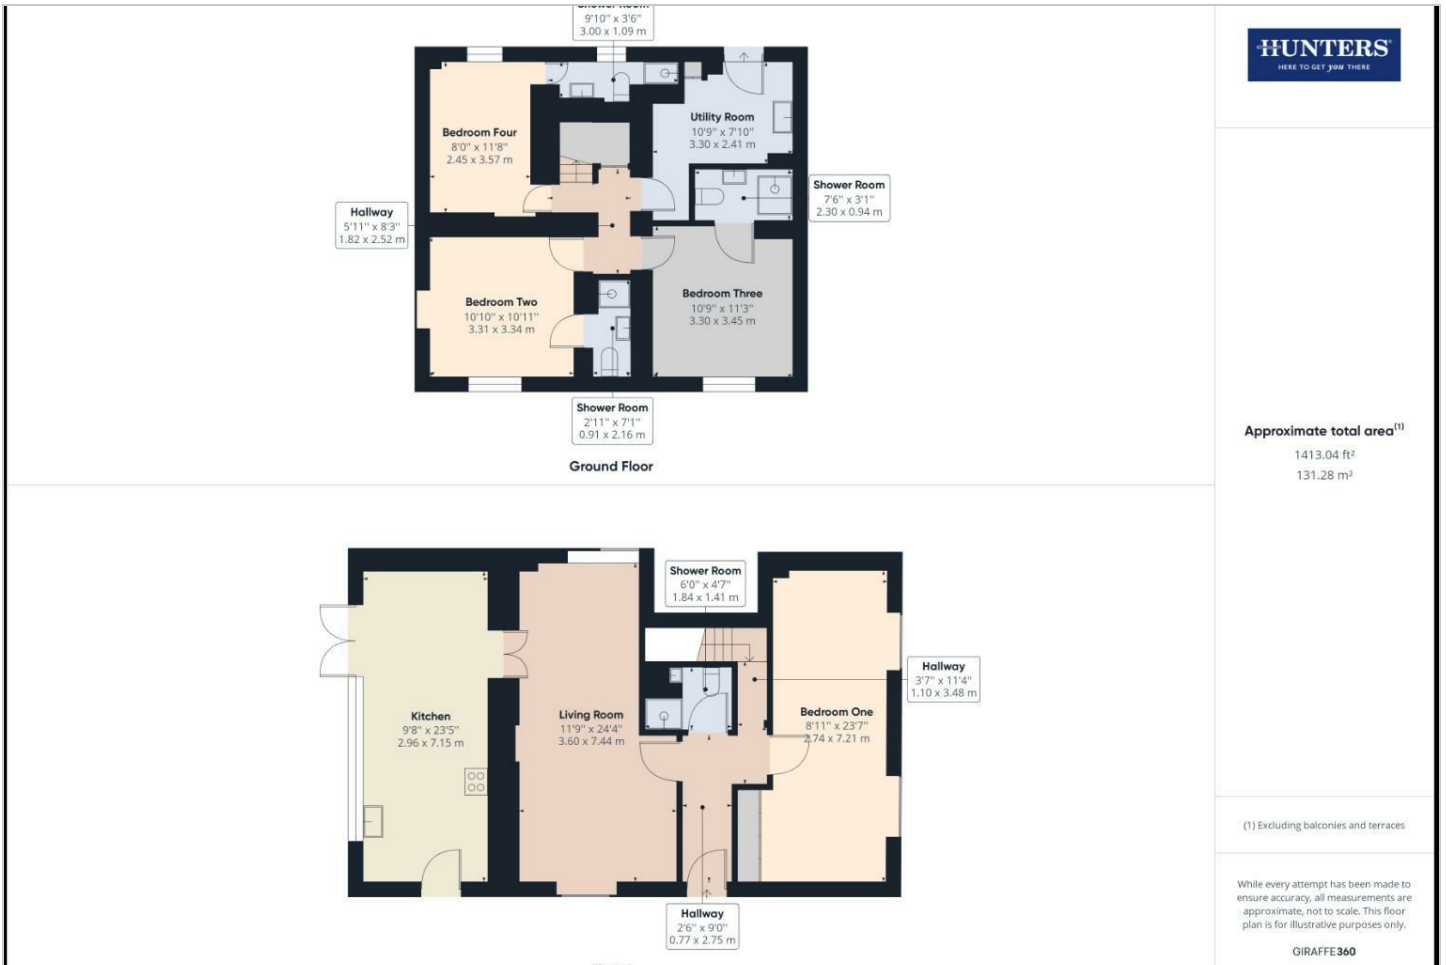 Shower Room
9'10" x 3'6"
3.00 x 1.09 m
Bedroom Four
8'0" x 11'8"
2.45 x 3.57 m
Utility Room
10'9" x 7'10"
3.30 x 2.41 m
Shower Room
7'6" x 3'1"
2.30 x 0.94 m
Hallway
5'11" x 8'3"
1.82 x 2.52 m
Bedroom Two
10'10" x 10'11"
3.31 x 3.34 m
Bedroom Three
10'9" x 11'3"
3.30 x 3.45 m
Shower Room
2'11" x 7'1"
0.91 x 2.16 m
Ground Floor
Shower Room
6'0" x 4'7"
1.84 x 1.41 m
Hallway
3'7" x 11'4"
1.10 x 3.48 m
Kitchen
9'8" x 23'5"
2.96 x 7.15 m
Living Room
11'9" x 24'4"
3.60 x 7.44 m
Bedroom One
8'11" x 23'7"
2.74 x 7.21 m
Hallway
2'6" x 9'0"
0.77 x 2.75 m
HUNTERS®
HERE TO GET you THERE
Approximate total area(1)
1413.04 ft²
131.28 m²
(1) Excluding balconies and terraces
While every attempt has been made to
ensure accuracy, all measurements are
approximate, not to scale. This floor
plan is for illustrative purposes only.
GIRAFFE360